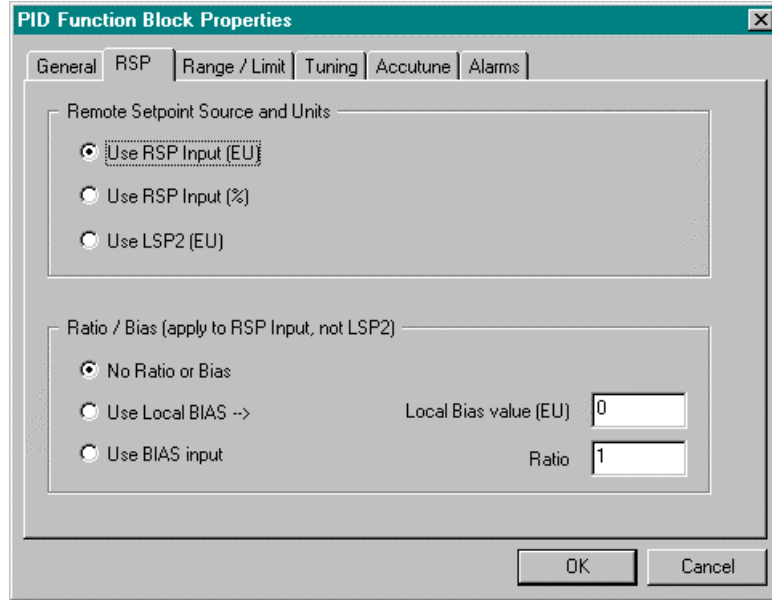 PID Function Block Properties
General RSP Range / Limit Tuning Accutune Alarms
Remote Setpoint Source and Units
Use RSP Input (EU)
Use RSP Input (%)
Use LSP2 (EU)
Ratio / Bias (apply to RSP Input, not LSP2)
No Ratio or Bias
Use Local BIAS --> Local Bias value (EU) 0
Use BIAS input Ratio 1
OK Cancel